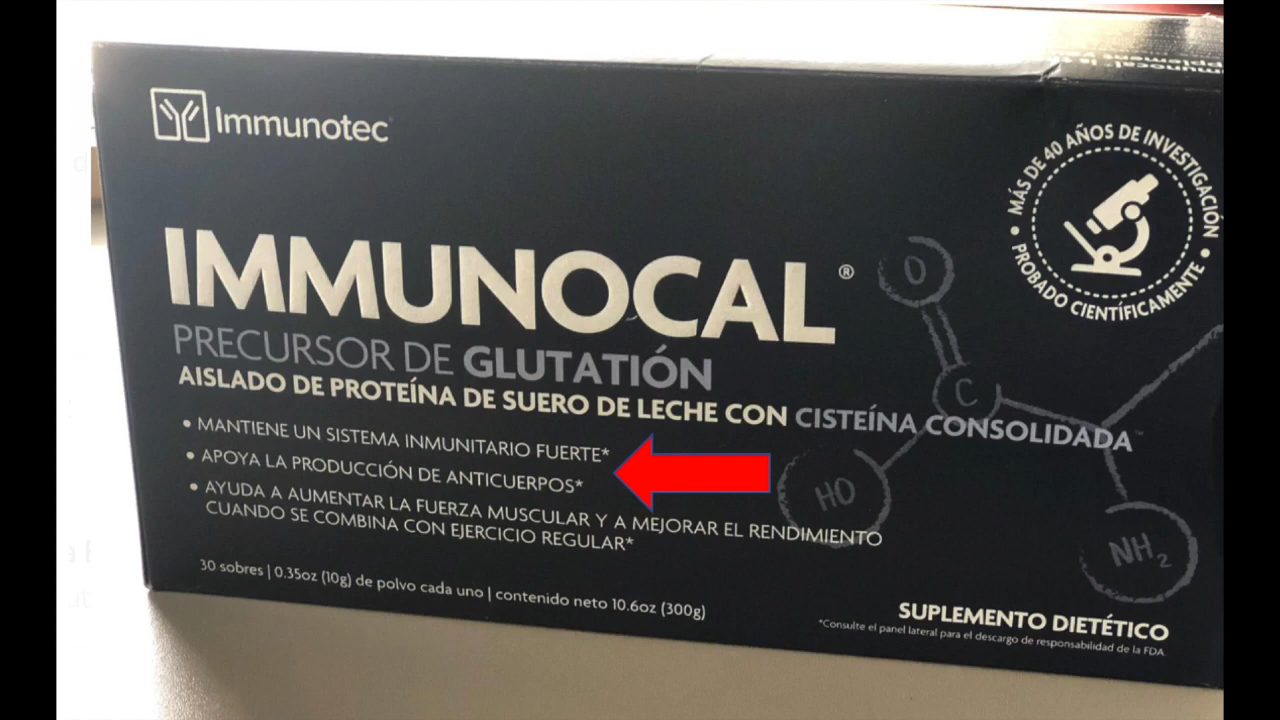 Immunotec
MÁS DE 40 AÑOS DE INVESTIGACIÓN
PROBADO CIENTÍFICAMENTE
IMMUNOCAL®
PRECURSOR DE GLUTATIÓN
AISLADO DE PROTEÍNA DE SUERO DE LECHE CON CISTEÍNA CONSOLIDADA™
• MANTIENE UN SISTEMA INMUNITARIO FUERTE*
• APOYA LA PRODUCCIÓN DE ANTICUERPOS*
• AYUDA A AUMENTAR LA FUERZA MUSCULAR Y A MEJORAR EL RENDIMIENTO
CUANDO SE COMBINA CON EJERCICIO REGULAR*
O
C
HO
NH2
30 sobres | 0.35oz (10g) de polvo cada uno | contenido neto 10.6oz (300g)
SUPLEMENTO DIETÉTICO
*Consulte el panel lateral para el descargo de responsabilidad de la FDA.